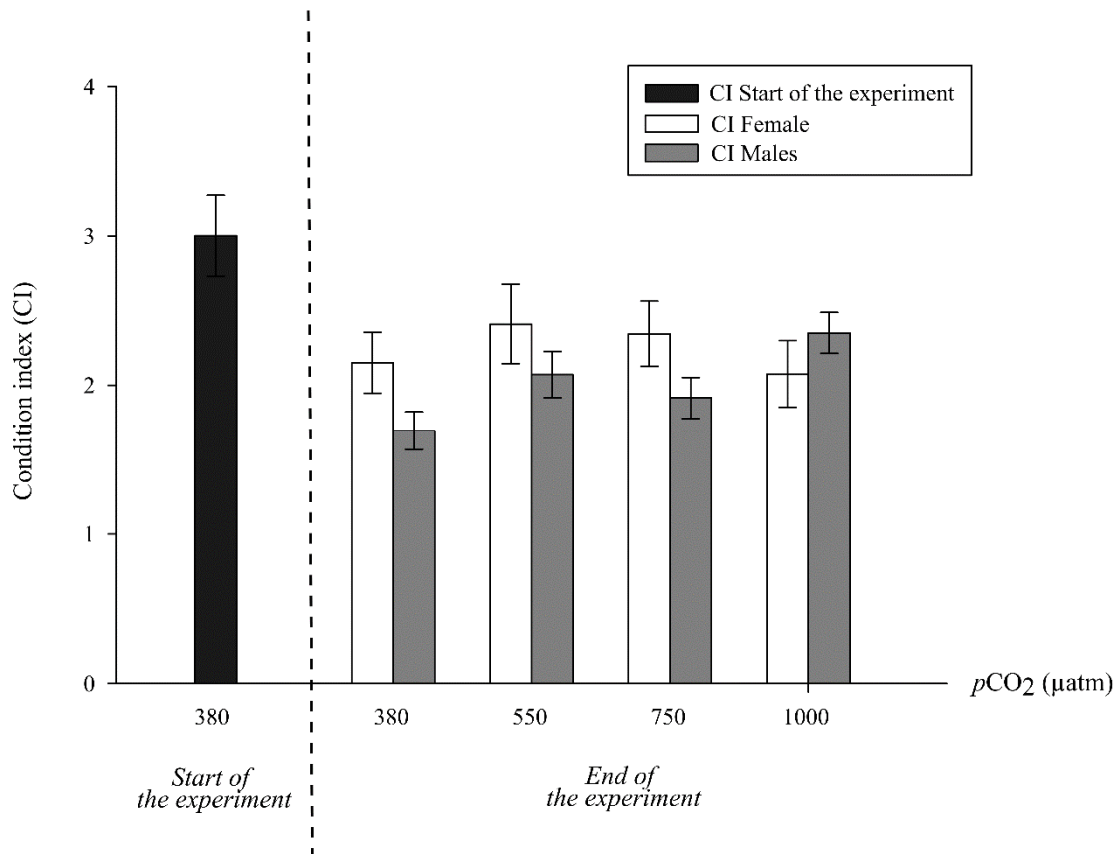 4
3
2
1
0
Condition index (CI)
CI Start of the experiment
CI Female
CI Males
380
380
550
750
1000
pCO2 (µatm)
Start of
the experiment
End of
the experiment